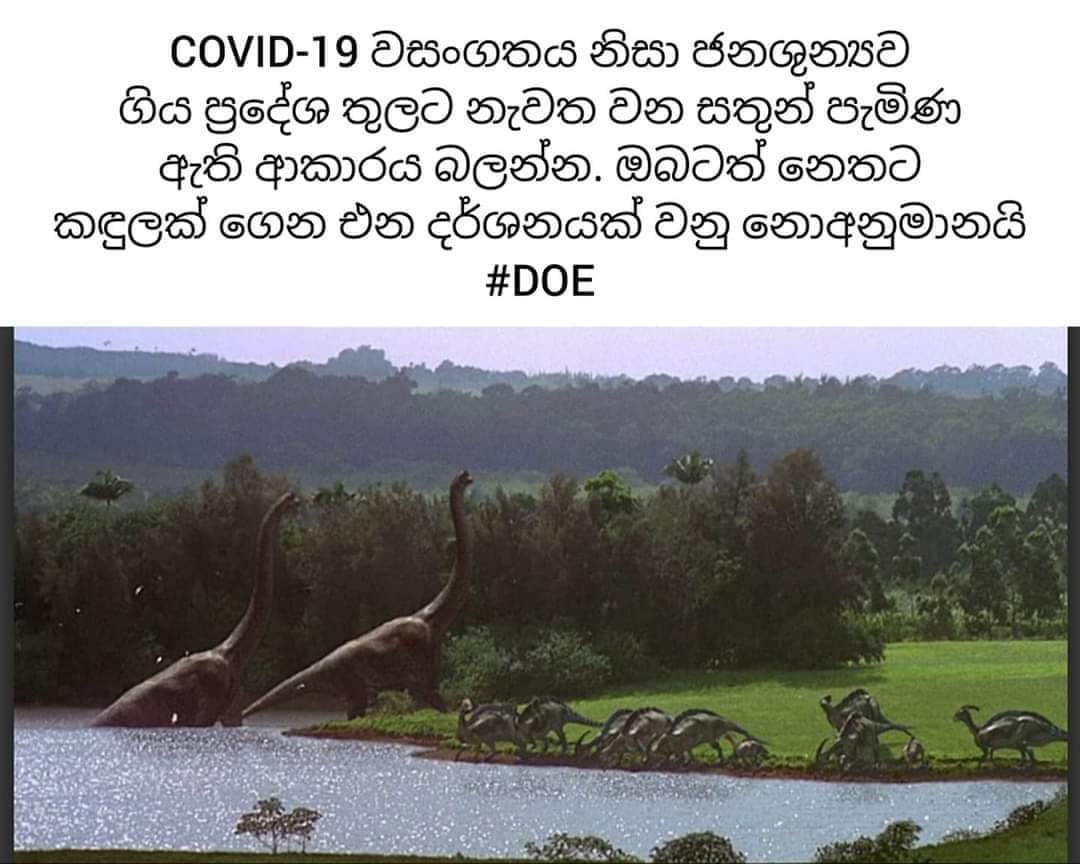 COVID-19 වසංගතය නිසා ජනශුන්‍යව
ගිය ප්‍රදේශ තුලට නැවත වන සතුන් පැමිණ
ඇති ආකාරය බලන්න. ඔබටත් නෙතට
කඳුලක් ගෙන එන දර්ශනයක් වනු නොඅනුමානයි
#DOE